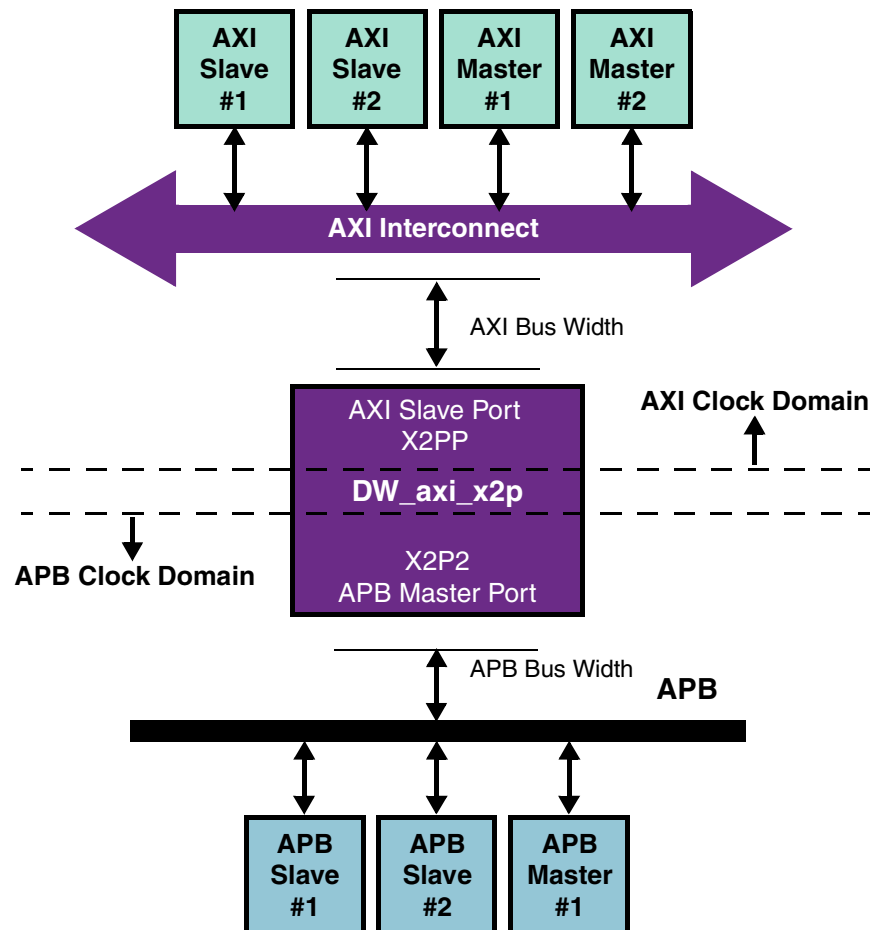 AXI
Slave
#1
AXI
Slave
#2
AXI
Master
#1
AXI
Master
#2
AXI Interconnect
AXI Bus Width
AXI Slave Port
X2PP
AXI Clock Domain
DW_axi_x2p
APB Clock Domain
X2P2
APB Master Port
APB Bus Width
APB
APB
Slave
#1
APB
Slave
#2
APB
Master
#1